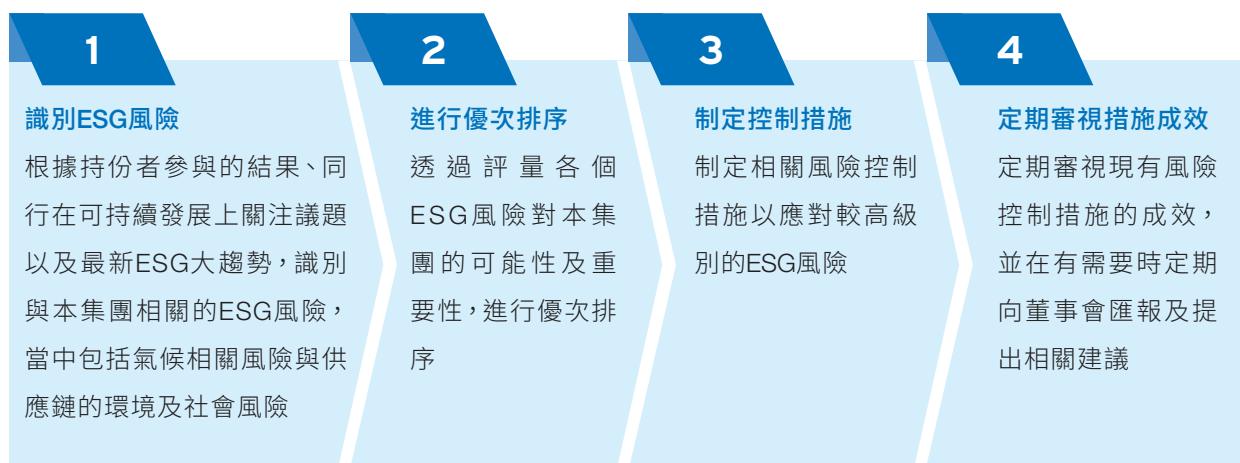 1
識別ESG風險
根據持份者參與的結果、同
行在可持續發展上關注議題
以及最新ESG大趨勢，識別
與本集團相關的ESG風險，
當中包括氣候相關風險與供
應鏈的環境及社會風險
2
進行優次排序
透過評量各個
ESG風險對本集
團的可能性及重
要性，進行優次排
序
3
制定控制措施
制定相關風險控制
措施以應對較高級
別的ESG風險
4
定期審視措施成效
定期審視現有風險
控制措施的成效，
並在有需要時定期
向董事會匯報及提
出相關建議